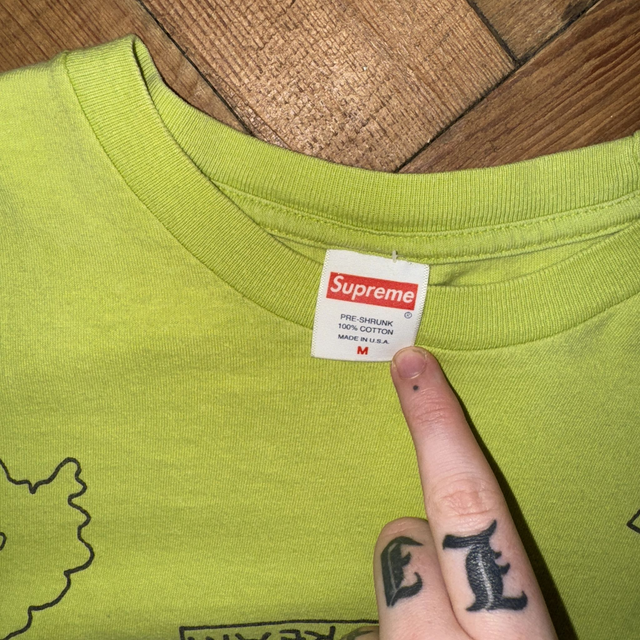 Supreme
©
PRE-SHRUNK
100% COTTON
MADE IN U.S.A.
M
E L